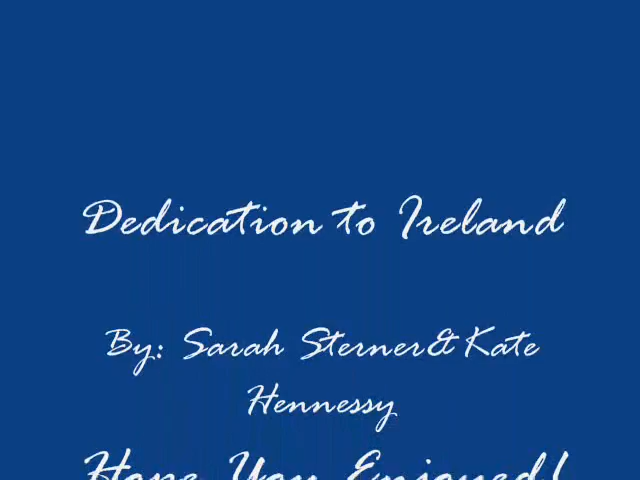 Dedication to Ireland
By: Sarah Sterner & Kate
Hennessy
Hope You Enjoyed!